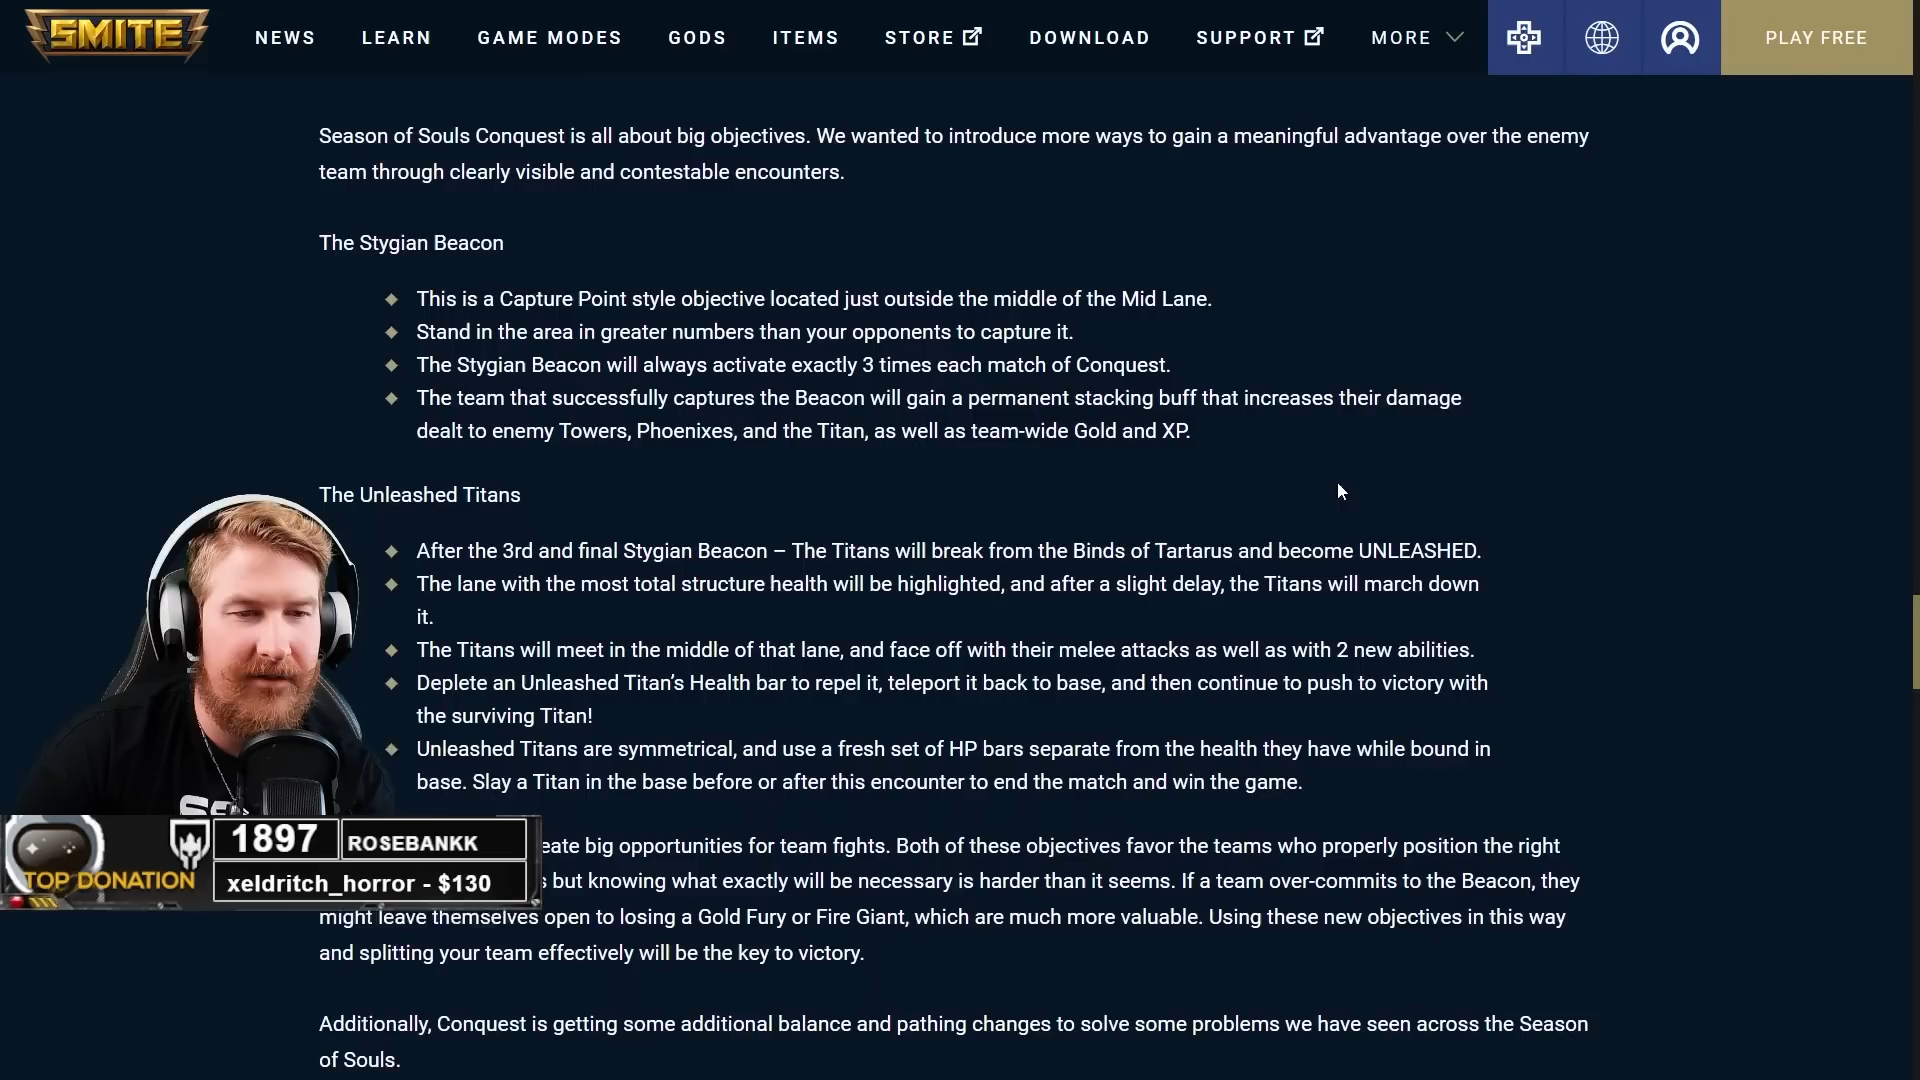 SMITE
NEWS LEARN GAME MODES GODS ITEMS STORE DOWNLOAD SUPPORT MORE PLAY FREE
Season of Souls Conquest is all about big objectives. We wanted to introduce more ways to gain a meaningful advantage over the enemy
team through clearly visible and contestable encounters.
The Stygian Beacon
This is a Capture Point style objective located just outside the middle of the Mid Lane.
Stand in the area in greater numbers than your opponents to capture it.
The Stygian Beacon will always activate exactly 3 times each match of Conquest.
The team that successfully captures the Beacon will gain a permanent stacking buff that increases their damage
dealt to enemy Towers, Phoenixes, and the Titan, as well as team-wide Gold and XP.
The Unleashed Titans
After the 3rd and final Stygian Beacon – The Titans will break from the Binds of Tartarus and become UNLEASHED.
The lane with the most total structure health will be highlighted, and after a slight delay, the Titans will march down
it.
The Titans will meet in the middle of that lane, and face off with their melee attacks as well as with 2 new abilities.
Deplete an Unleashed Titan's Health bar to repel it, teleport it back to base, and then continue to push to victory with
the surviving Titan!
Unleashed Titans are symmetrical, and use a fresh set of HP bars separate from the health they have while bound in
base. Slay a Titan in the base before or after this encounter to end the match and win the game.
1897 ROSEBANKK
TOP DONATION xeldritch_horror - $130
eate big opportunities for team fights. Both of these objectives favor the teams who properly position the right
s but knowing what exactly will be necessary is harder than it seems. If a team over-commits to the Beacon, they
might leave themselves open to losing a Gold Fury or Fire Giant, which are much more valuable. Using these new objectives in this way
and splitting your team effectively will be the key to victory.
Additionally, Conquest is getting some additional balance and pathing changes to solve some problems we have seen across the Season
of Souls.